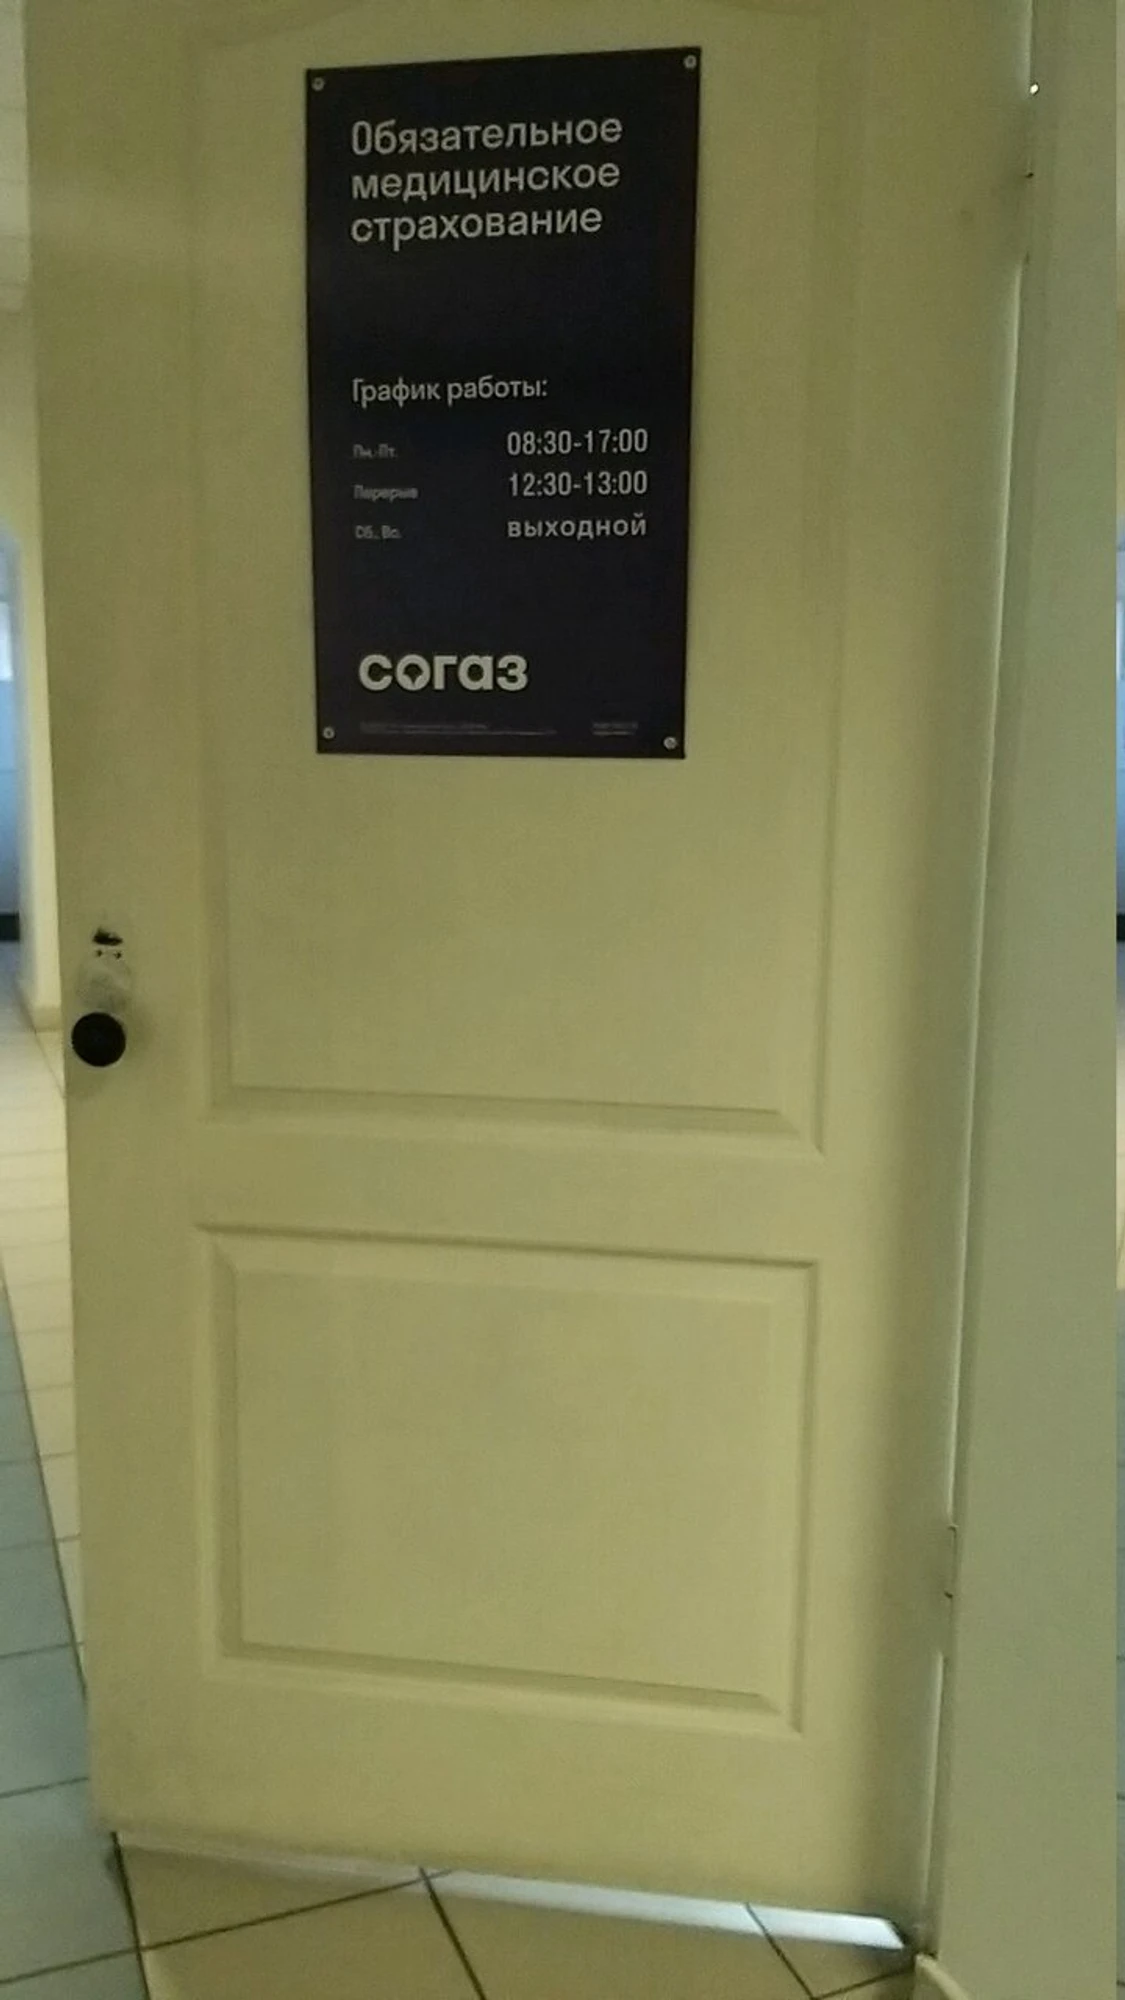 Обязательное
медицинское
страхование
График работы:
Пн.-Пт. 08:30-17:00
Перерыв 12:30-13:00
Сб., Вс. выходной
согаз